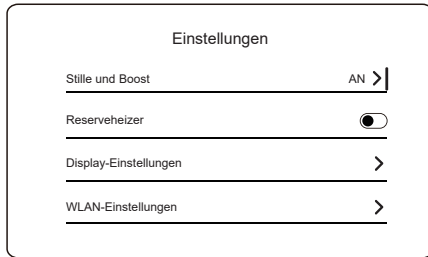 Einstellungen
Stille und Boost AN
Reserveheizer
Display-Einstellungen
WLAN-Einstellungen